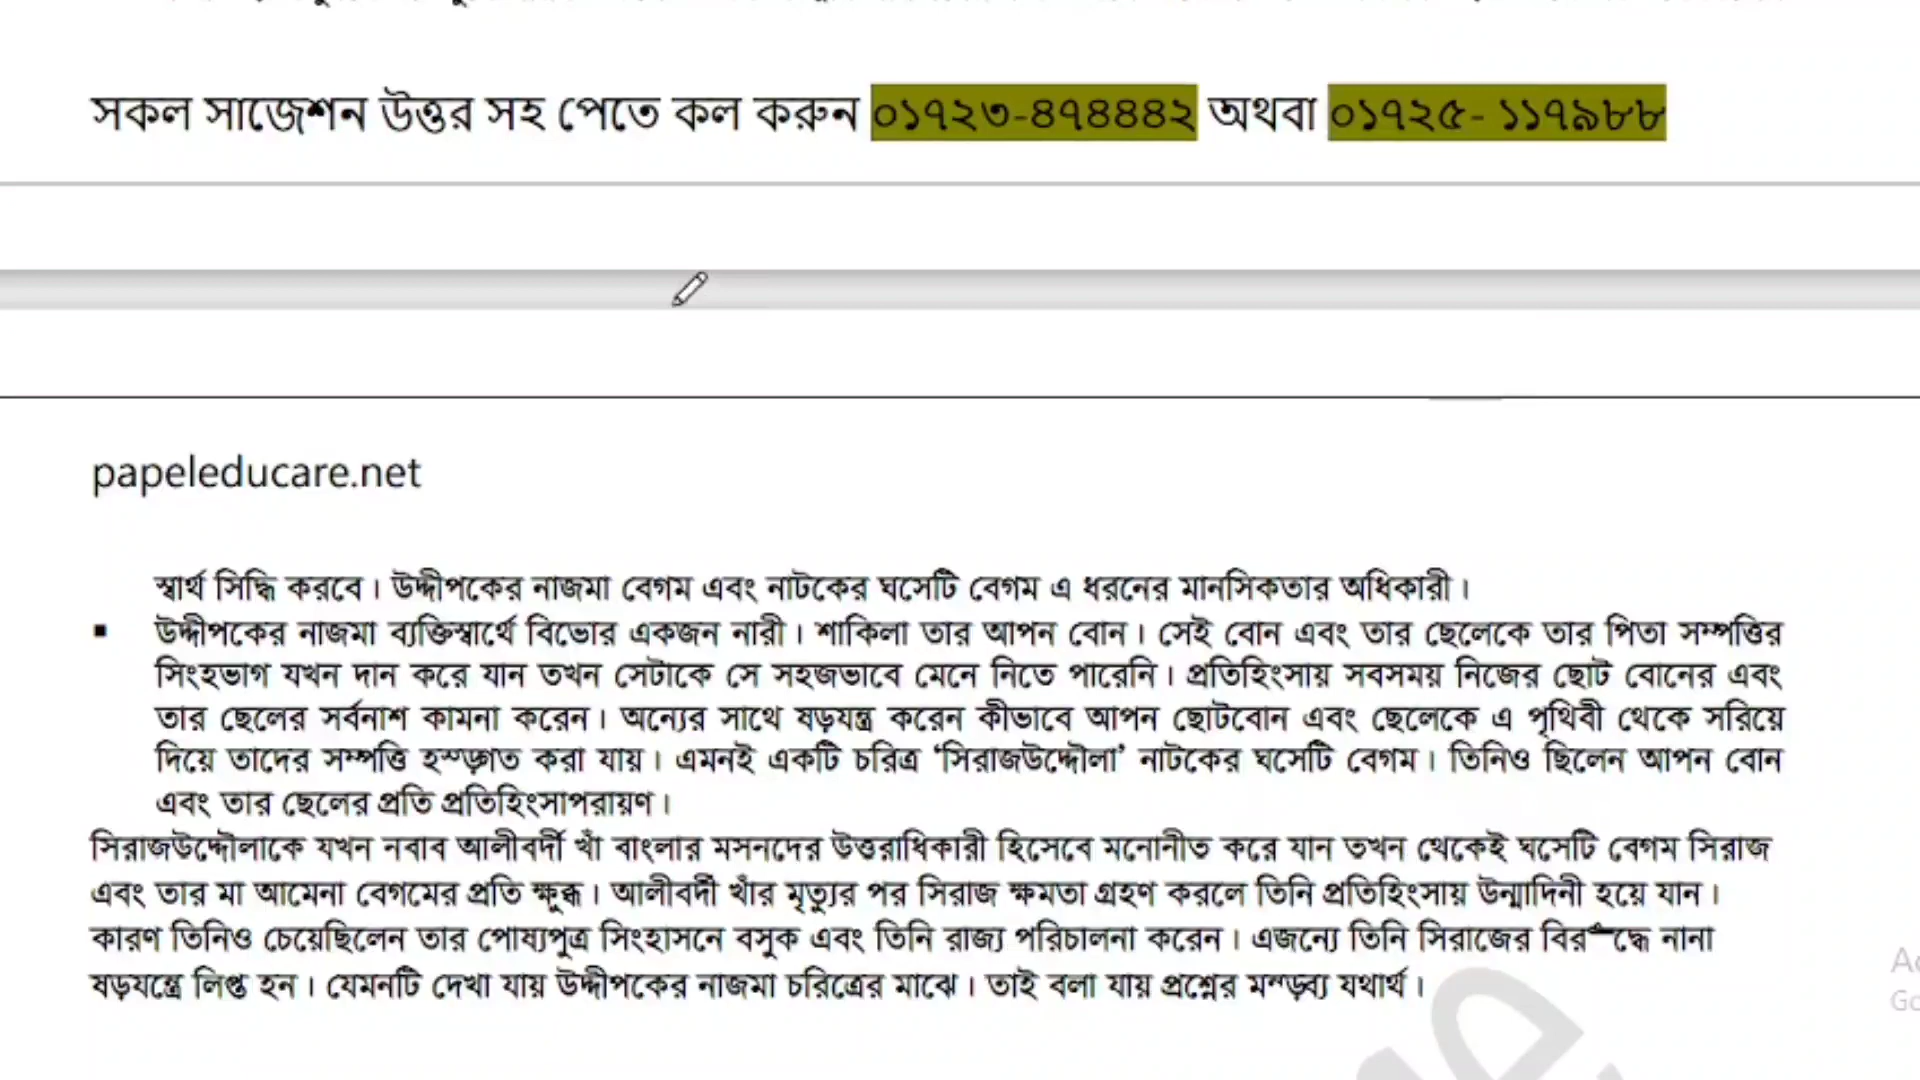 সকল সাজেশন উত্তর সহ পেতে কল করুন ০১৭২৩-৪৭৪৪৪২ অথবা ০১৭২৫- ১১৭৯৮৮
papeleducare.net
স্বার্থ সিদ্ধি করবে। উদ্দীপকের নাজমা বেগম এবং নাটকের ঘসেটি বেগম এ ধরনের মানসিকতার অধিকারী।
▪ উদ্দীপকের নাজমা ব্যক্তিস্বার্থে বিভোর একজন নারী। শাকিলা তার আপন বোন। সেই বোন এবং তার ছেলেকে তার পিতা সম্পত্তির
সিংহভাগ যখন দান করে যান তখন সেটাকে সে সহজভাবে মেনে নিতে পারেনি। প্রতিহিংসায় সবসময় নিজের ছোট বোনের এবং
তার ছেলের সর্বনাশ কামনা করেন। অন্যের সাথে ষড়যন্ত্র করেন কীভাবে আপন ছোটবোন এবং ছেলেকে এ পৃথিবী থেকে সরিয়ে
দিয়ে তাদের সম্পত্তি হস্ড়্গত করা যায়। এমনই একটি চরিত্র ‘সিরাজউদ্দৌলা’ নাটকের ঘসেটি বেগম। তিনিও ছিলেন আপন বোন
এবং তার ছেলের প্রতি প্রতিহিংসাপরায়ণ।
সিরাজউদ্দৌলাকে যখন নবাব আলীবর্দী খাঁ বাংলার মসনদের উত্তরাধিকারী হিসেবে মনোনীত করে যান তখন থেকেই ঘসেটি বেগম সিরাজ
এবং তার মা আমেনা বেগমের প্রতি ক্ষুব্ধ। আলীবর্দী খাঁর মৃত্যুর পর সিরাজ ক্ষমতা গ্রহণ করলে তিনি প্রতিহিংসায় উন্মাদিনী হয়ে যান।
কারণ তিনিও চেয়েছিলেন তার পোষ্যপুত্র সিংহাসনে বসুক এবং তিনি রাজ্য পরিচালনা করেন। এজন্যে তিনি সিরাজের বির—দ্ধে নানা
ষড়যন্ত্রে লিপ্ত হন। যেমনটি দেখা যায় উদ্দীপকের নাজমা চরিত্রের মাঝে। তাই বলা যায় প্রশ্নের মন্ড়্ব্য যথার্থ।